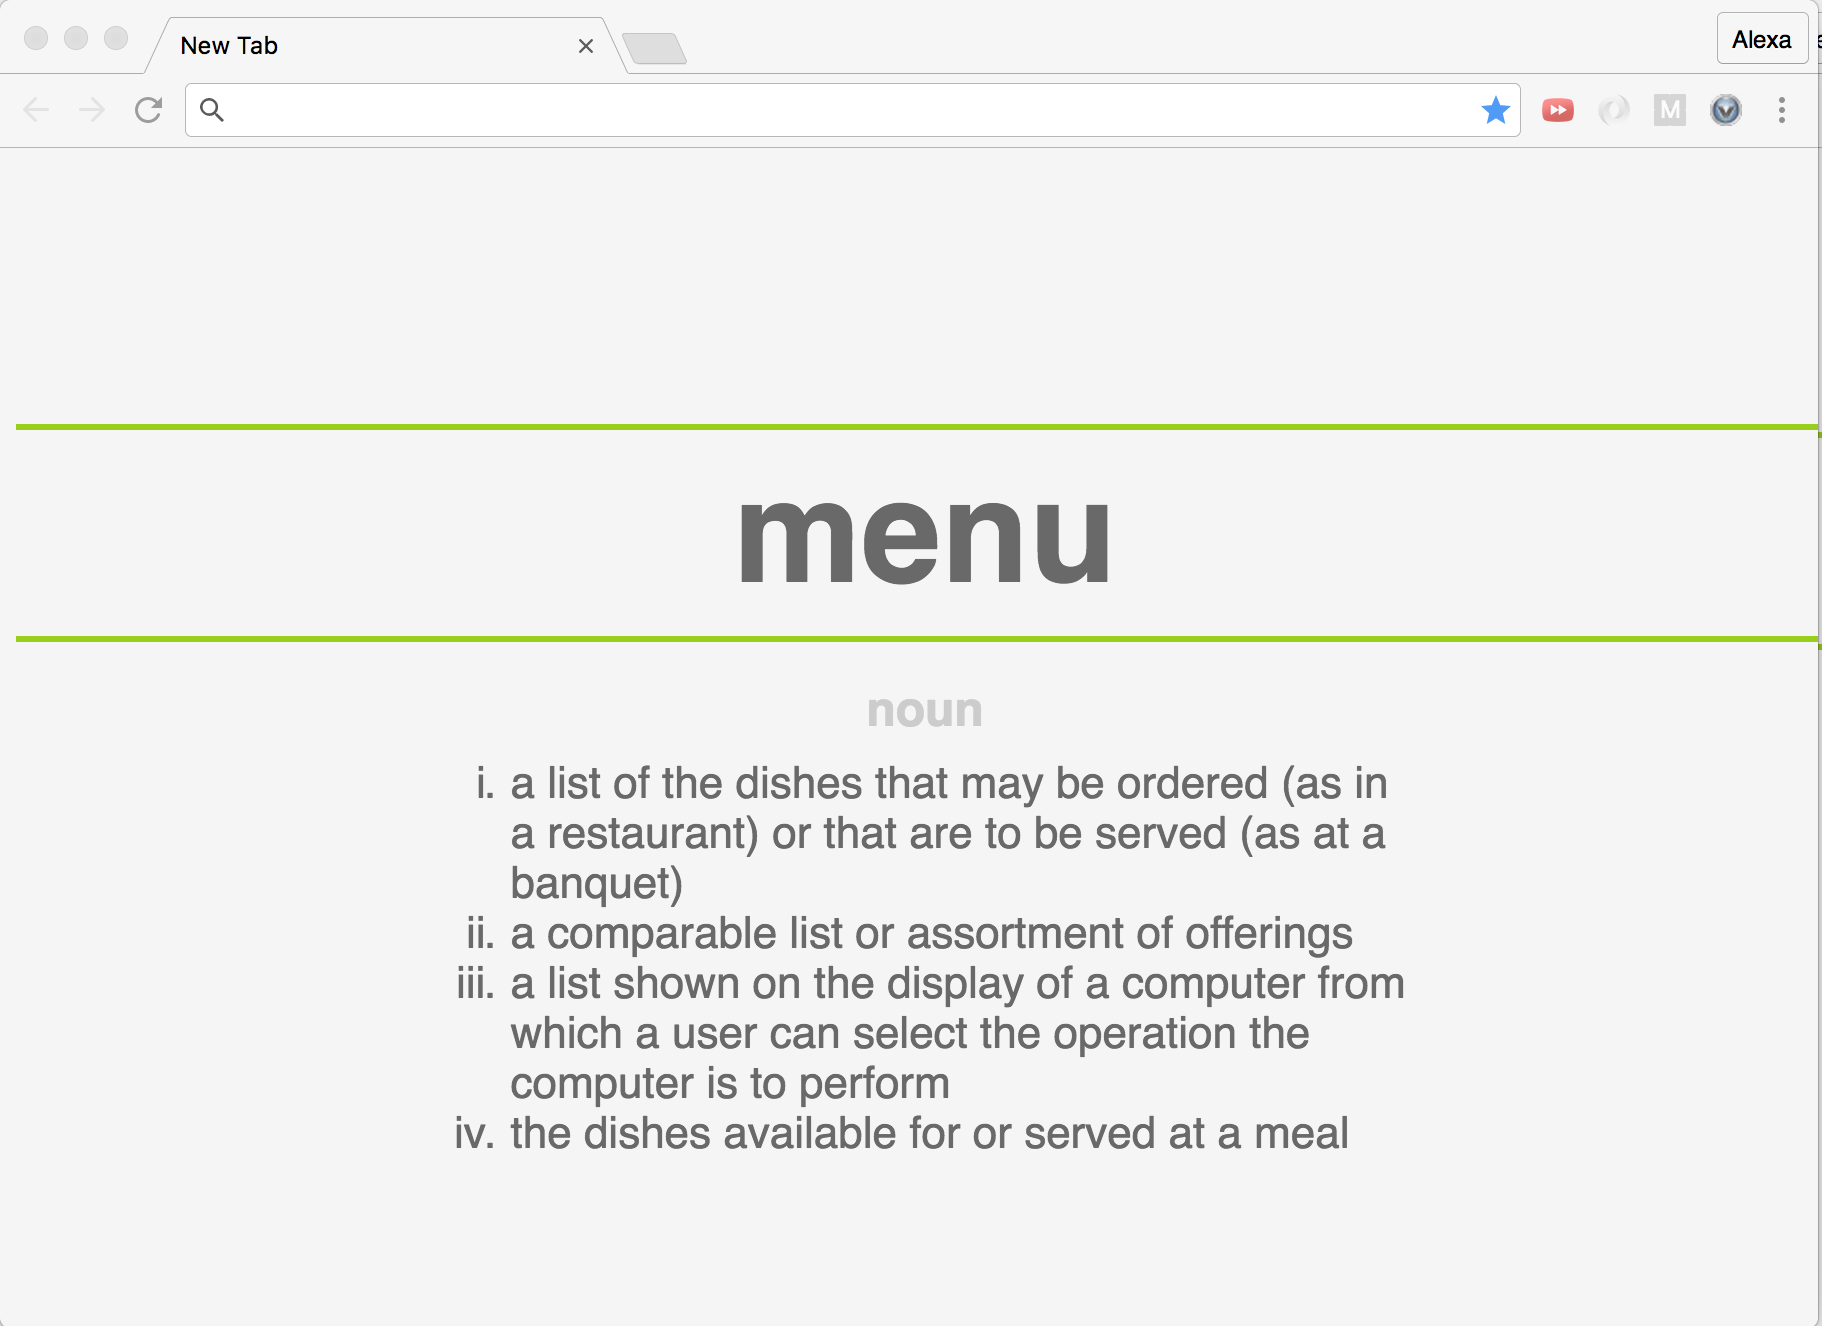 New Tab
Alexa
M
menu
noun
i. a list of the dishes that may be ordered (as in
a restaurant) or that are to be served (as at a
banquet)
ii. a comparable list or assortment of offerings
iii. a list shown on the display of a computer from
which a user can select the operation the
computer is to perform
iv. the dishes available for or served at a meal